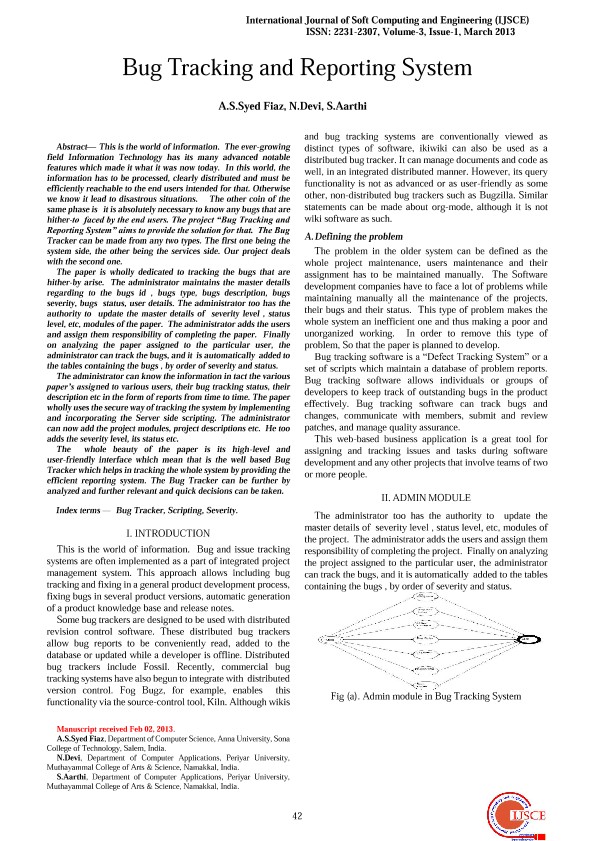 International Journal of Soft Computing and Engineering (IJSCE)
ISSN: 2231-2307, Volume-3, Issue-1, March 2013
Bug Tracking and Reporting System
A.S.Syed Fiaz, N.Devi, S.Aarthi
Abstract— This is the world of information. The ever-growing
field Information Technology has its many advanced notable
features which made it what it was now today. In this world, the
information has to be processed, clearly distributed and must be
efficiently reachable to the end users intended for that. Otherwise
we know it lead to disastrous situations. The other coin of the
same phase is it is absolutely necessary to know any bugs that are
hither-to faced by the end users. The project “Bug Tracking and
Reporting System” aims to provide the solution for that. The Bug
Tracker can be made from any two types. The first one being the
system side, the other being the services side. Our project deals
with the second one.
The paper is wholly dedicated to tracking the bugs that are
hither-by arise. The administrator maintains the master details
regarding to the bugs id , bugs type, bugs description, bugs
severity, bugs status, user details. The administrator too has the
authority to update the master details of severity level , status
level, etc, modules of the paper. The administrator adds the users
and assign them responsibility of completing the paper. Finally
on analyzing the paper assigned to the particular user, the
administrator can track the bugs, and it is automatically added to
the tables containing the bugs , by order of severity and status.
The administrator can know the information in tact the various
paper’s assigned to various users, their bug tracking status, their
description etc in the form of reports from time to time. The paper
wholly uses the secure way of tracking the system by implementing
and incorporating the Server side scripting. The administrator
can now add the project modules, project descriptions etc. He too
adds the severity level, its status etc.
The whole beauty of the paper is its high-level and
user-friendly interface which mean that is the well based Bug
Tracker which helps in tracking the whole system by providing the
efficient reporting system. The Bug Tracker can be further by
analyzed and further relevant and quick decisions can be taken.
Index terms — Bug Tracker, Scripting, Severity.
I. INTRODUCTION
This is the world of information. Bug and issue tracking
systems are often implemented as a part of integrated project
management system. This approach allows including bug
tracking and fixing in a general product development process,
fixing bugs in several product versions, automatic generation
of a product knowledge base and release notes.
Some bug trackers are designed to be used with distributed
revision control software. These distributed bug trackers
allow bug reports to be conveniently read, added to the
database or updated while a developer is offline. Distributed
bug trackers include Fossil. Recently, commercial bug
tracking systems have also begun to integrate with distributed
version control. Fog Bugz, for example, enables this
functionality via the source-control tool, Kiln. Although wikis
Manuscript received Feb 02, 2013.
A.S.Syed Fiaz, Department of Computer Science, Anna University, Sona
College of Technology, Salem, India.
N.Devi, Department of Computer Applications, Periyar University,
Muthayammal College of Arts & Science, Namakkal, India.
S.Aarthi, Department of Computer Applications, Periyar University,
Muthayammal College of Arts & Science, Namakkal, India.
and bug tracking systems are conventionally viewed as
distinct types of software, ikiwiki can also be used as a
distributed bug tracker. It can manage documents and code as
well, in an integrated distributed manner. However, its query
functionality is not as advanced or as user-friendly as some
other, non-distributed bug trackers such as Bugzilla. Similar
statements can be made about org-mode, although it is not
wiki software as such.
A. Defining the problem
The problem in the older system can be defined as the
whole project maintenance, users maintenance and their
assignment has to be maintained manually. The Software
development companies have to face a lot of problems while
maintaining manually all the maintenance of the projects,
their bugs and their status. This type of problem makes the
whole system an inefficient one and thus making a poor and
unorganized working. In order to remove this type of
problem, So that the paper is planned to develop.
Bug tracking software is a “Defect Tracking System” or a
set of scripts which maintain a database of problem reports.
Bug tracking software allows individuals or groups of
developers to keep track of outstanding bugs in the product
effectively. Bug tracking software can track bugs and
changes, communicate with members, submit and review
patches, and manage quality assurance.
This web-based business application is a great tool for
assigning and tracking issues and tasks during software
development and any other projects that involve teams of two
or more people.
II. ADMIN MODULE
The administrator too has the authority to update the
master details of severity level , status level, etc, modules of
the project. The administrator adds the users and assign them
responsibility of completing the project. Finally on analyzing
the project assigned to the particular user, the administrator
can track the bugs, and it is automatically added to the tables
containing the bugs , by order of severity and status.
Fig (a). Admin module in Bug Tracking System
42
IJSCE